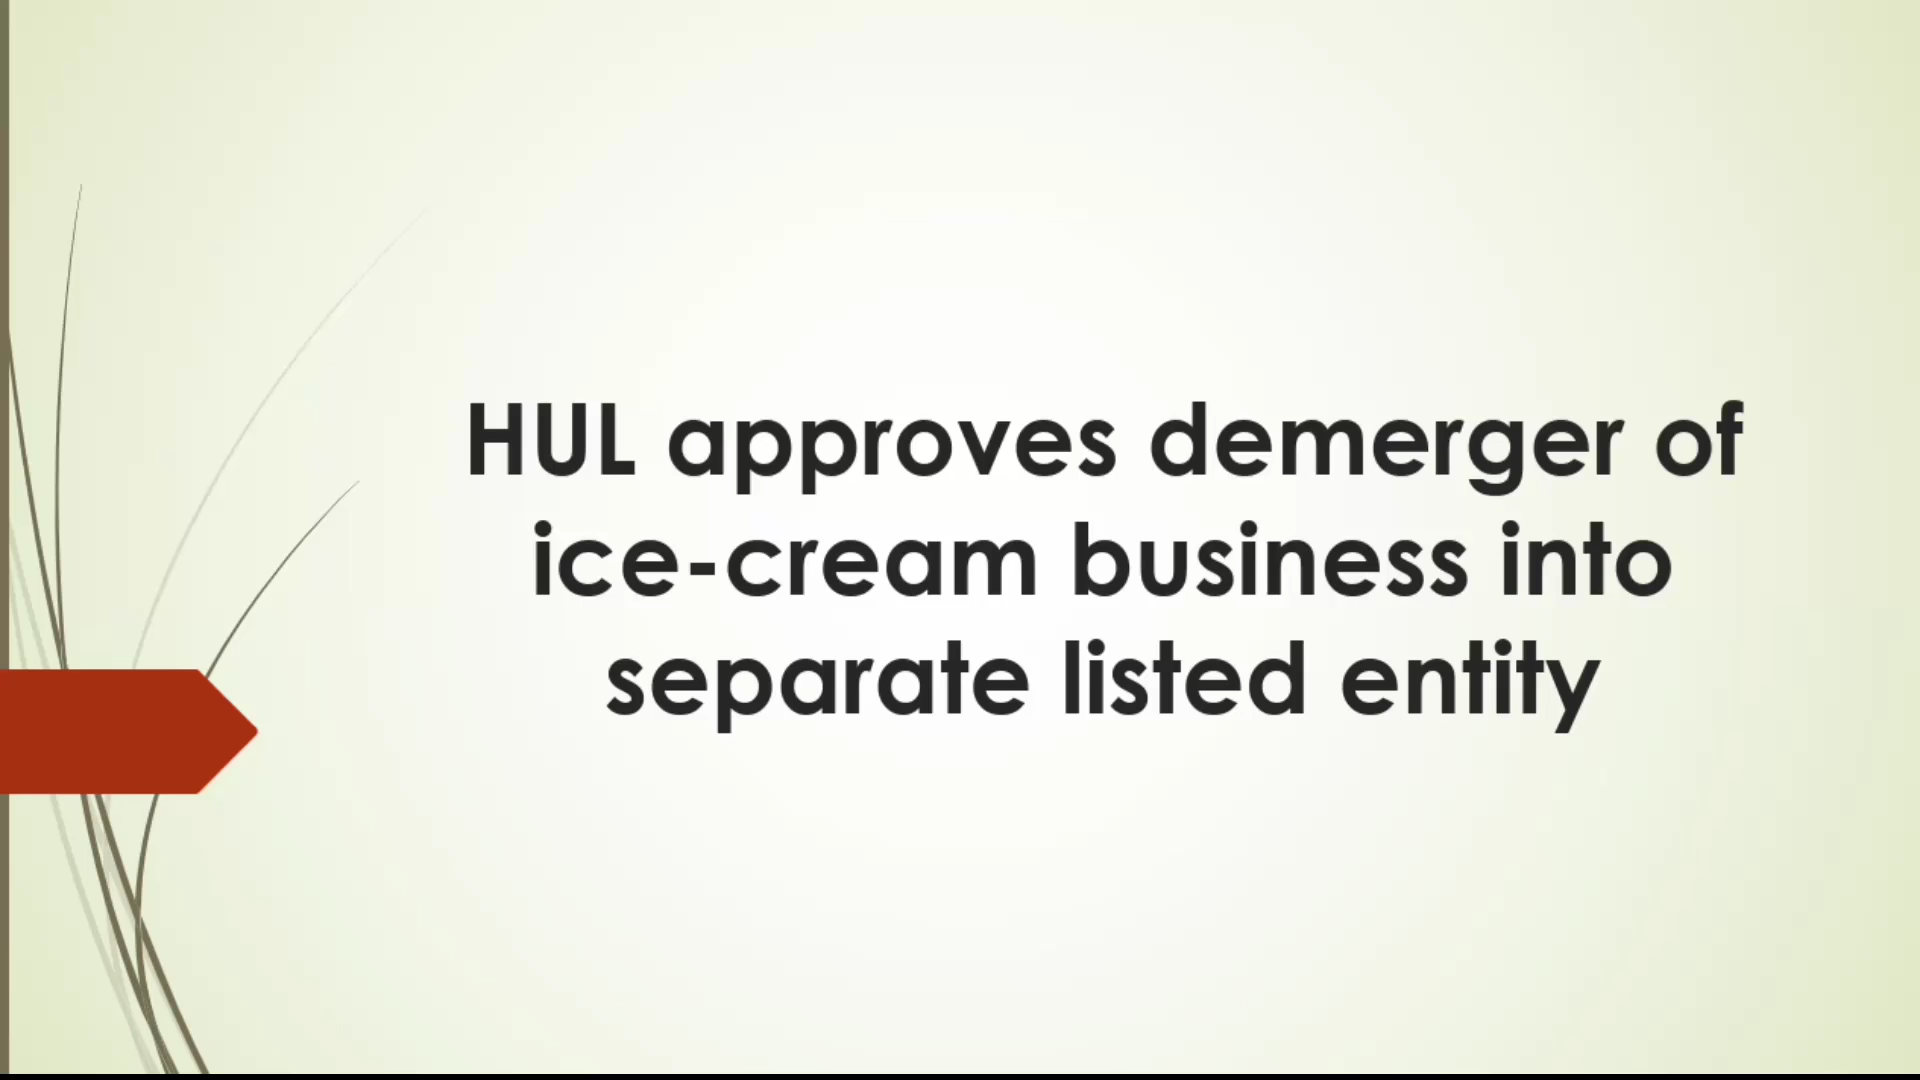 HUL approves demerger of
ice-cream business into
separate listed entity